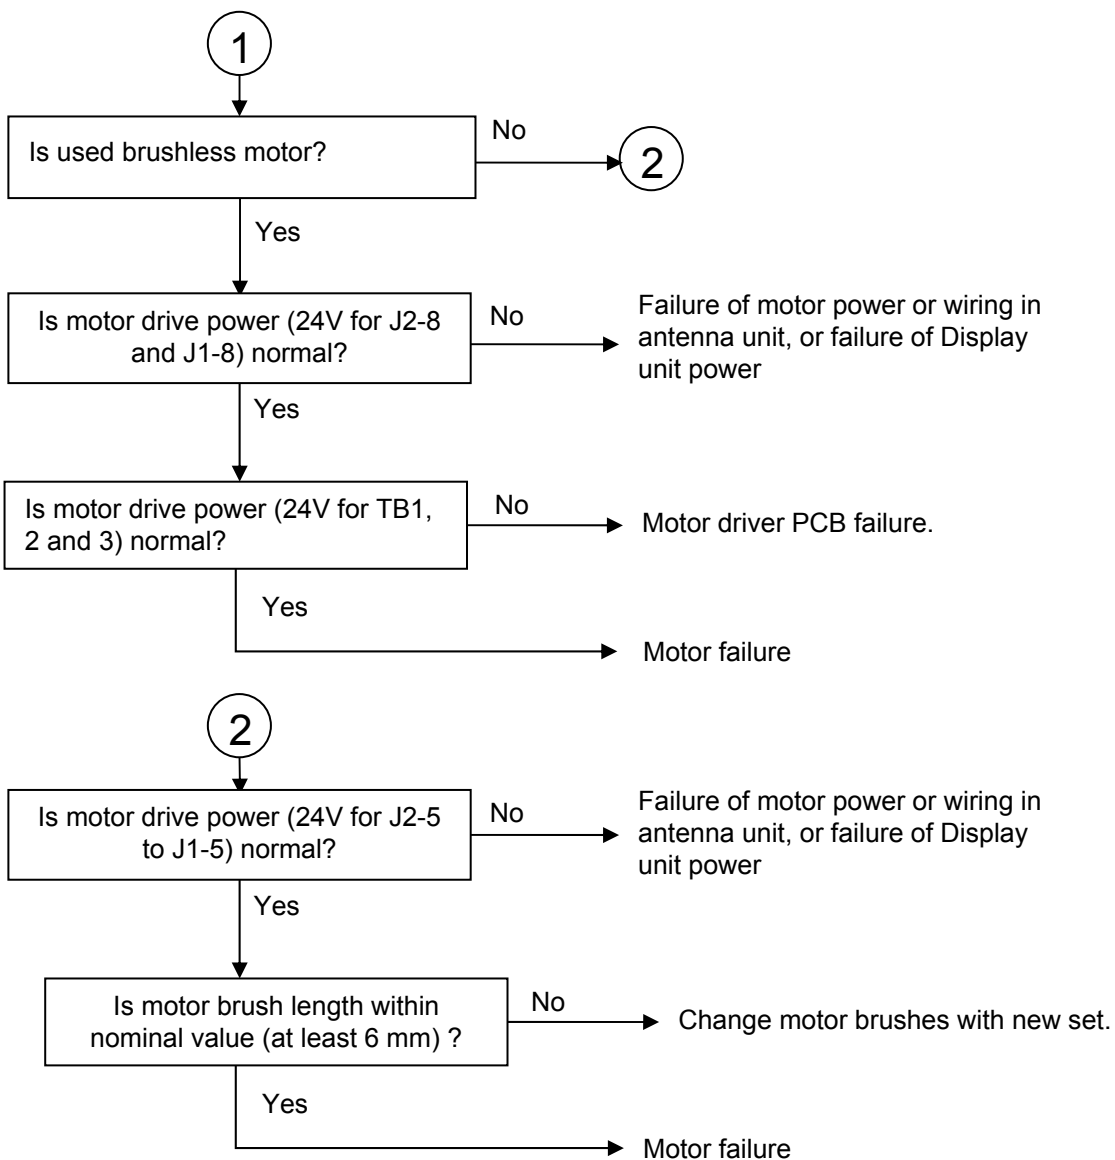 1
Is used brushless motor?
No
2
Yes
Is motor drive power (24V for J2-8
and J1-8) normal?
No
Failure of motor power or wiring in
antenna unit, or failure of Display
unit power
Yes
Is motor drive power (24V for TB1,
2 and 3) normal?
No
Motor driver PCB failure.
Yes
Motor failure
2
Is motor drive power (24V for J2-5
to J1-5) normal?
No
Failure of motor power or wiring in
antenna unit, or failure of Display
unit power
Yes
Is motor brush length within
nominal value (at least 6 mm) ?
No
Change motor brushes with new set.
Yes
Motor failure